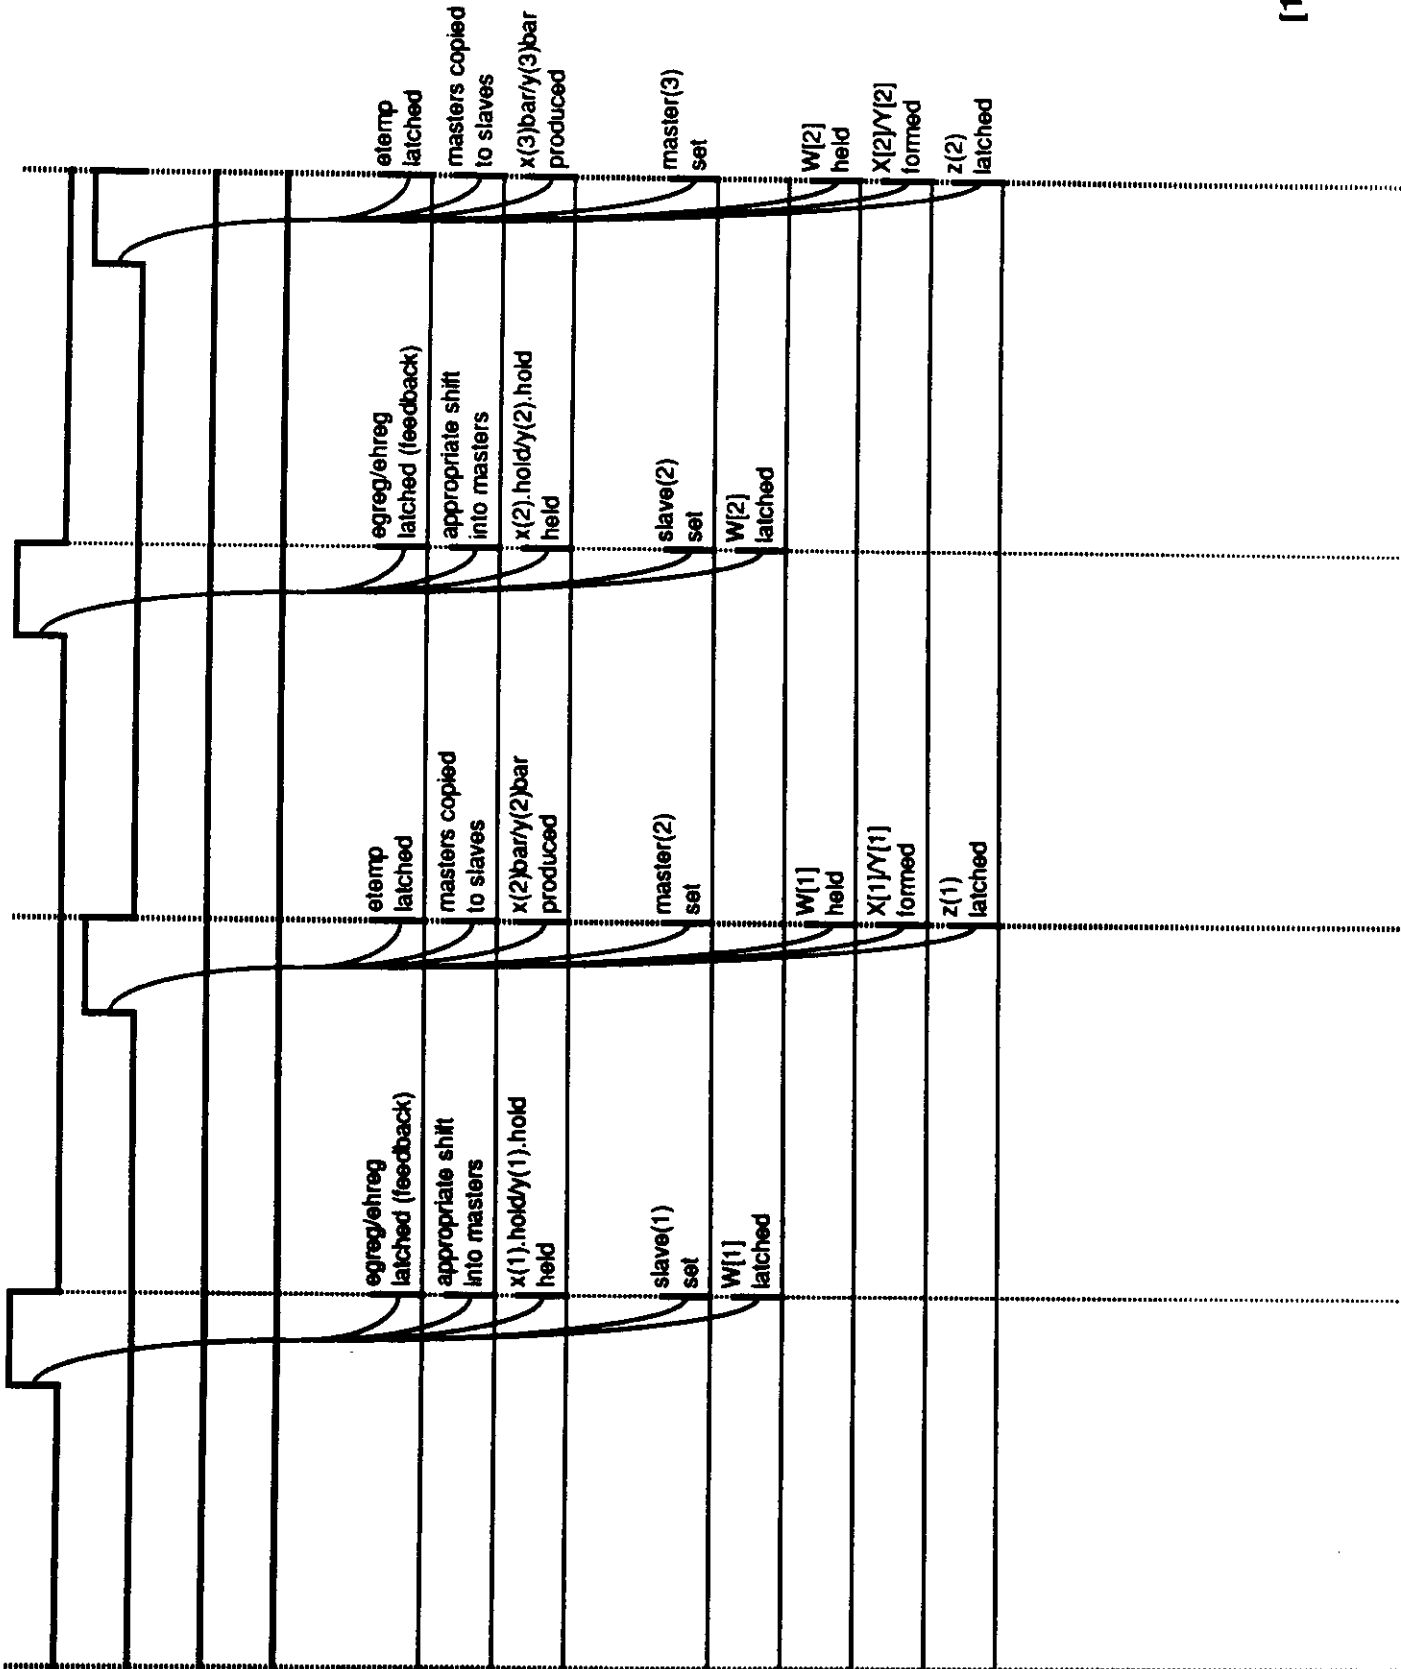 egreg/ehreg
latched (feedback)
appropriate shift
into masters
x(1).hold/y(1).hold
held
slave(1)
set
W[1]
latched
etemp
latched
masters copied
to slaves
x(2)bar/y(2)bar
produced
master(2)
set
W[1]
held
X[1]/Y[1]
formed
z(1)
latched
egreg/ehreg
latched (feedback)
appropriate shift
into masters
x(2).hold/y(2).hold
held
slave(2)
set
W[2]
latched
etemp
latched
masters copied
to slaves
x(3)bar/y(3)bar
produced
master(3)
set
W[2]
held
X[2]/Y[2]
formed
z(2)
latched